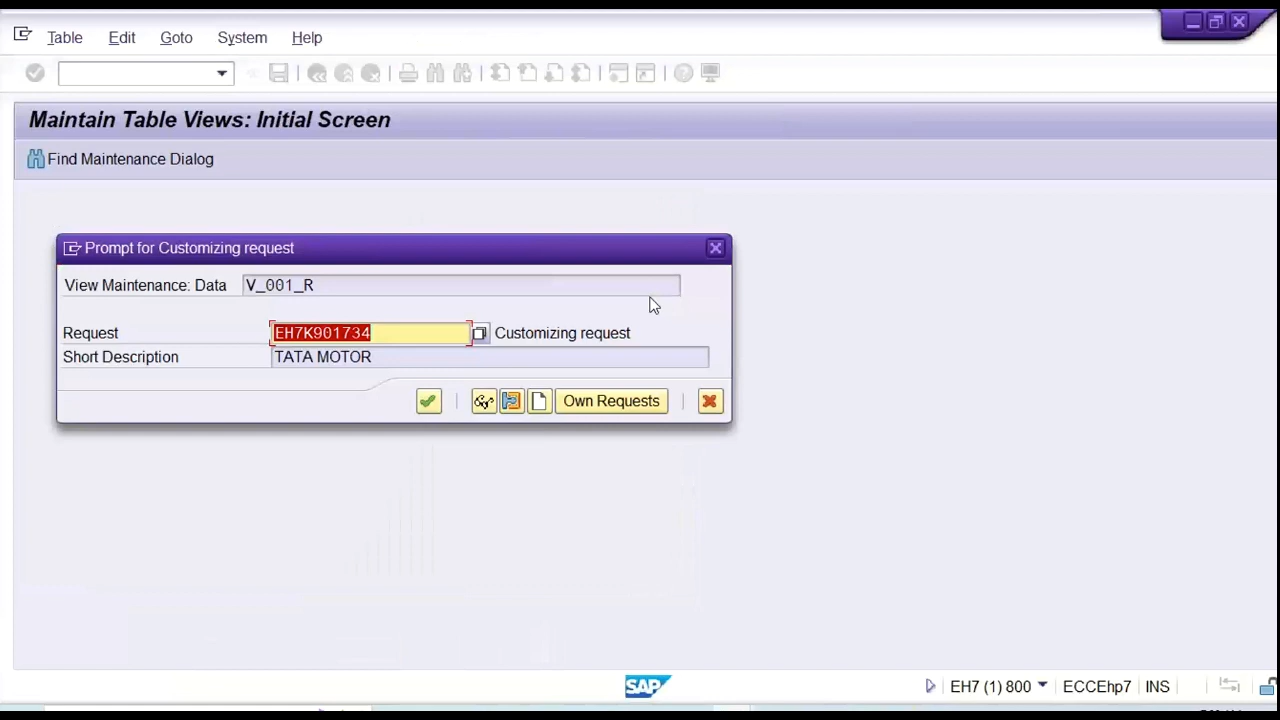 Table Edit Goto System Help
Maintain Table Views: Initial Screen
Find Maintenance Dialog
Prompt for Customizing request
View Maintenance: Data V_001_R
Request EH7K901734 Customizing request
Short Description TATA MOTOR
Own Requests
SAP EH7 (1) 800 ECCEhp7 INS